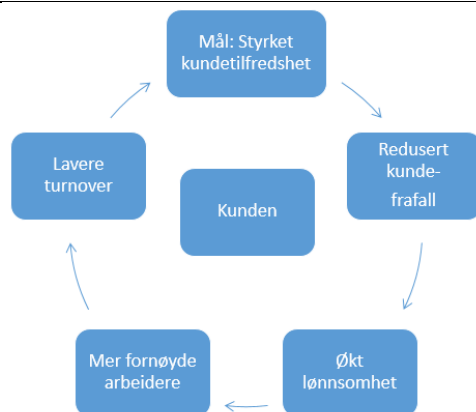 Mål: Styrket
kundetilfredshet
Redusert
kunde-
frafall
Økt
lønnsomhet
Mer fornøyde
arbeidere
Lavere
turnover
Kunden